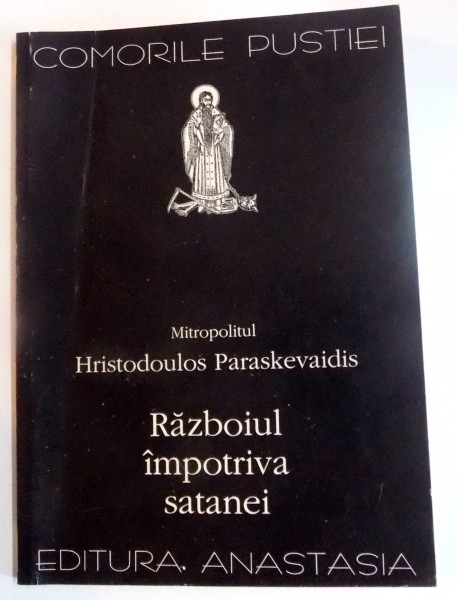 COMORILE PUSTIEI
Mitropolitul
Hristodoulos Paraskevaidis
Războiul
împotriva
satanei
EDITURA ANASTASIA